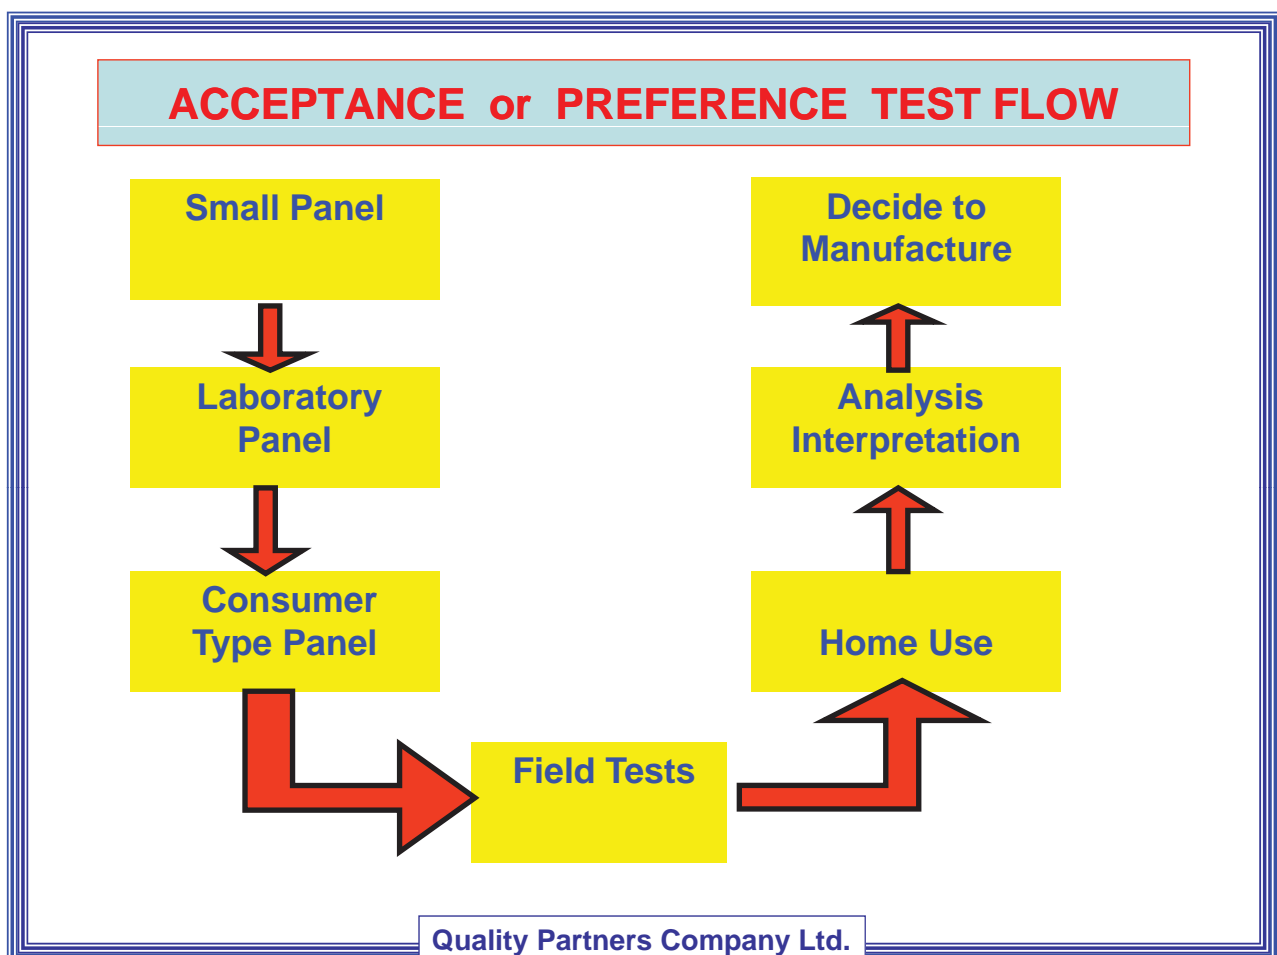 ACCEPTANCE or PREFERENCE TEST FLOW
Small Panel
Laboratory
Panel
Consumer
Type Panel
Field Tests
Home Use
Analysis
Interpretation
Decide to
Manufacture
Quality Partners Company Ltd.